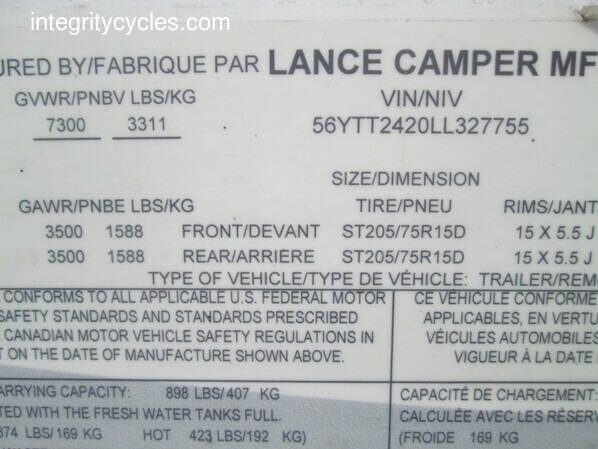 integritycycles.com
URED BY/FABRIQUE PAR LANCE CAMPER MF
GVWR/PNBV LBS/KG VIN/NIV
7300 3311 56YTT2420LL327755
SIZE/DIMENSION
GAWR/PNBE LBS/KG TIRE/PNEU RIMS/JANT
3500 1588 FRONT/DEVANT ST205/75R15D 15 X 5.5 J
3500 1588 REAR/ARRIERE ST205/75R15D 15 X 5.5 J
TYPE OF VEHICLE/TYPE DE VÉHICULE: TRAILER/REM
CONFORMS TO ALL APPLICABLE U.S. FEDERAL MOTOR
SAFETY STANDARDS AND STANDARDS PRESCRIBED
CANADIAN MOTOR VEHICLE SAFETY REGULATIONS IN
T ON THE DATE OF MANUFACTURE SHOWN ABOVE.
CE VÉHICULE CONFORME
APPLICABLES, EN VERTU
VÉICULES AUTOMOBILES
VIGUEUR À LA DATE
ARRYING CAPACITY: 898 LBS/407 KG
TED WITH THE FRESH WATER TANKS FULL.
374 LBS/169 KG HOT 423 LBS/192 KG)
CAPACITÉ DE CHARGEMENT:
CALCULÉE AVEC LES RÉSER
(FROIDE 169 KG